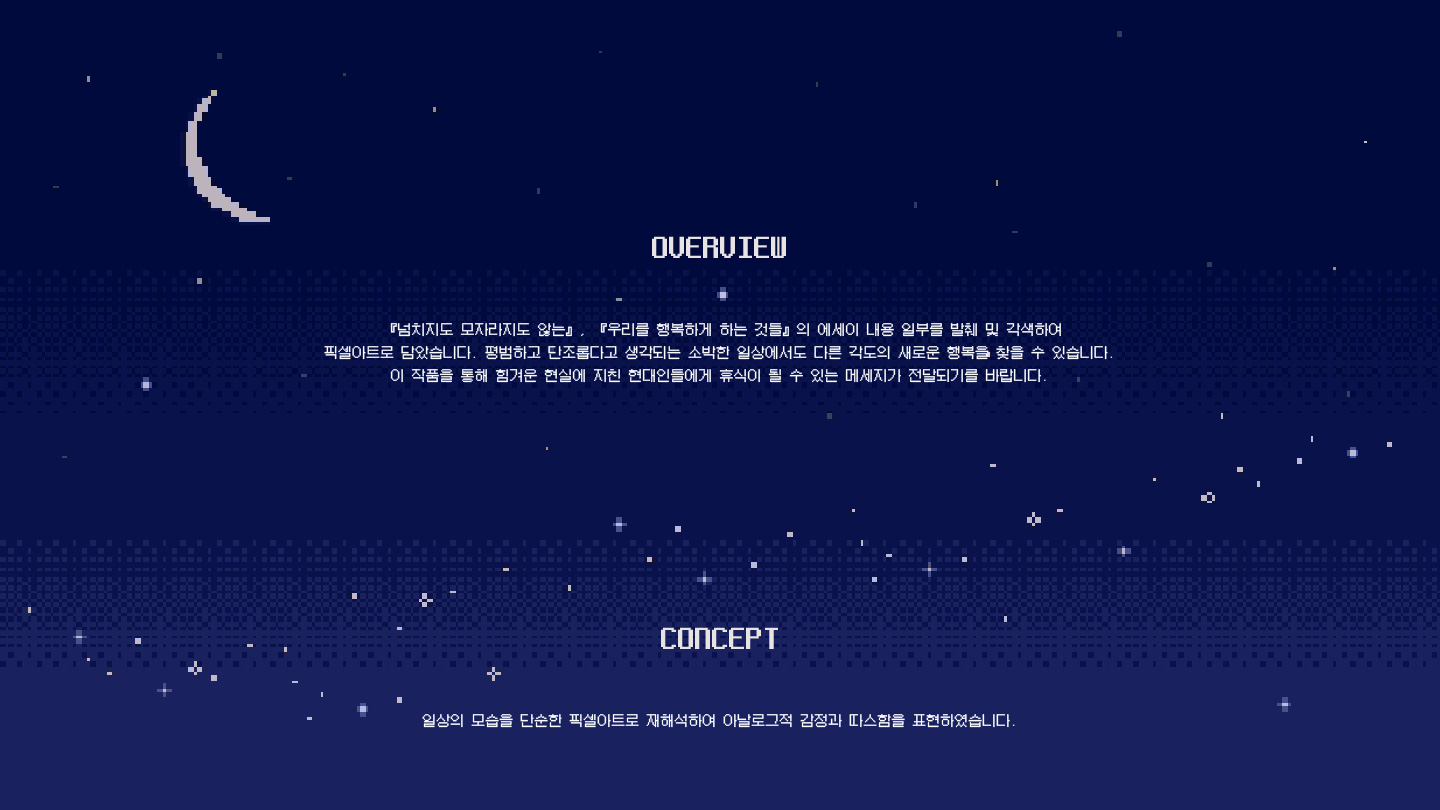 OVERVIEW
『넘치지도 모자라지도 않는』, 『우리를 행복하게 하는 것들』의 에세이 내용 일부를 발췌 및 각색하여
픽셀아트로 담았습니다. 평범하고 단조롭다고 생각되는 소박한 일상에서도 다른 각도의 새로운 행복을 찾을 수 있습니다.
이 작품을 통해 힘겨운 현실에 지친 현대인들에게 휴식이 될 수 있는 메세지가 전달되기를 바랍니다.
CONCEPT
일상의 모습을 단순한 픽셀아트로 재해석하여 아날로그적 감정과 따스함을 표현하였습니다.